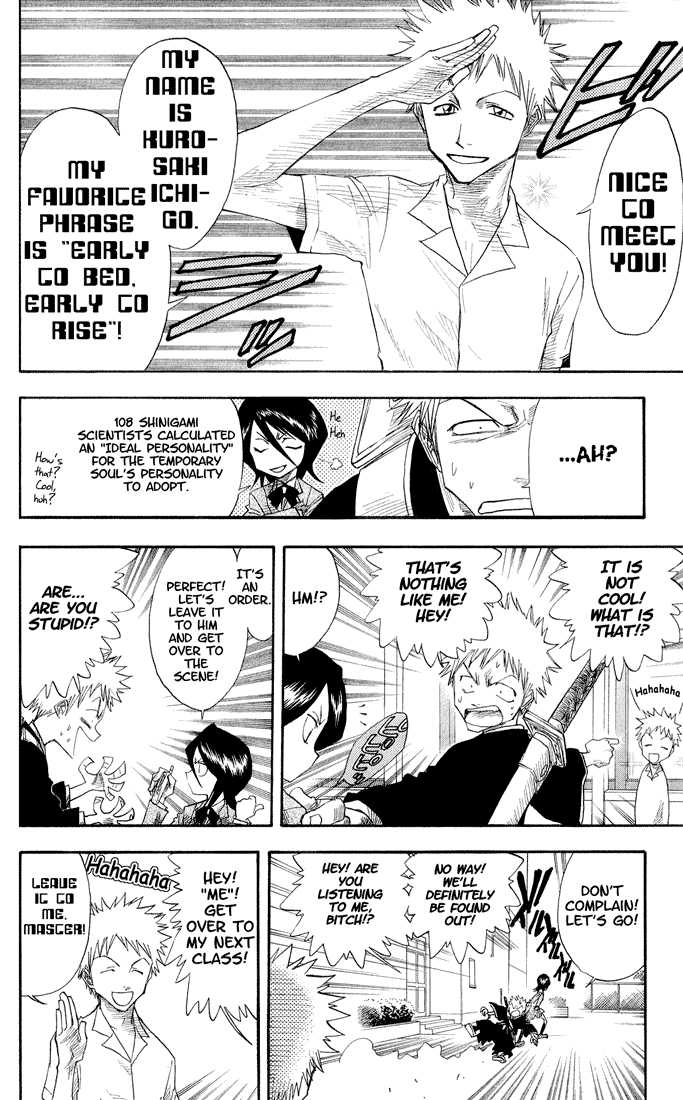 NICE
TO
MEET
YOU!
MY
NAME
IS
KURO-
SAKI
ICHI-
GO.
MY
FAVORITE
PHRASE
IS "EARLY
TO BED,
EARLY TO
RISE"!
...AH?
He
Heh
108 SHINIGAMI
SCIENTISTS CALCULATED
AN "IDEAL PERSONALITY"
FOR THE TEMPORARY
SOUL'S PERSONALITY
TO ADOPT.
How's
that?
Cool,
huh?
IT IS
NOT
COOL!
WHAT IS
THAT!?
Hahahaha
THAT'S
NOTHING
LIKE ME!
HEY!
HM!?
ピピピッ
IT'S
AN
ORDER.
PERFECT!
LET'S
LEAVE IT
TO HIM
AND GET
OVER TO
THE
SCENE!
ARE...
ARE YOU
STUPID!?
DON'T
COMPLAIN!
LET'S GO!
NO WAY!
WE'LL
DEFINITELY
BE FOUND
OUT!
HEY! ARE
YOU
LISTENING
TO ME,
BITCH!?
HEY!
"ME"!
GET
OVER TO
MY NEXT
CLASS!
Hahahaha
LEAVE
IT TO
ME,
MASTER!